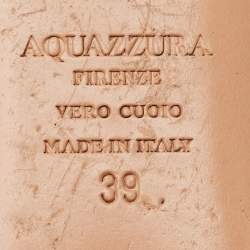 AQUAZZURA
FIRENZE
VERO CUOIO
MADE IN ITALY
39